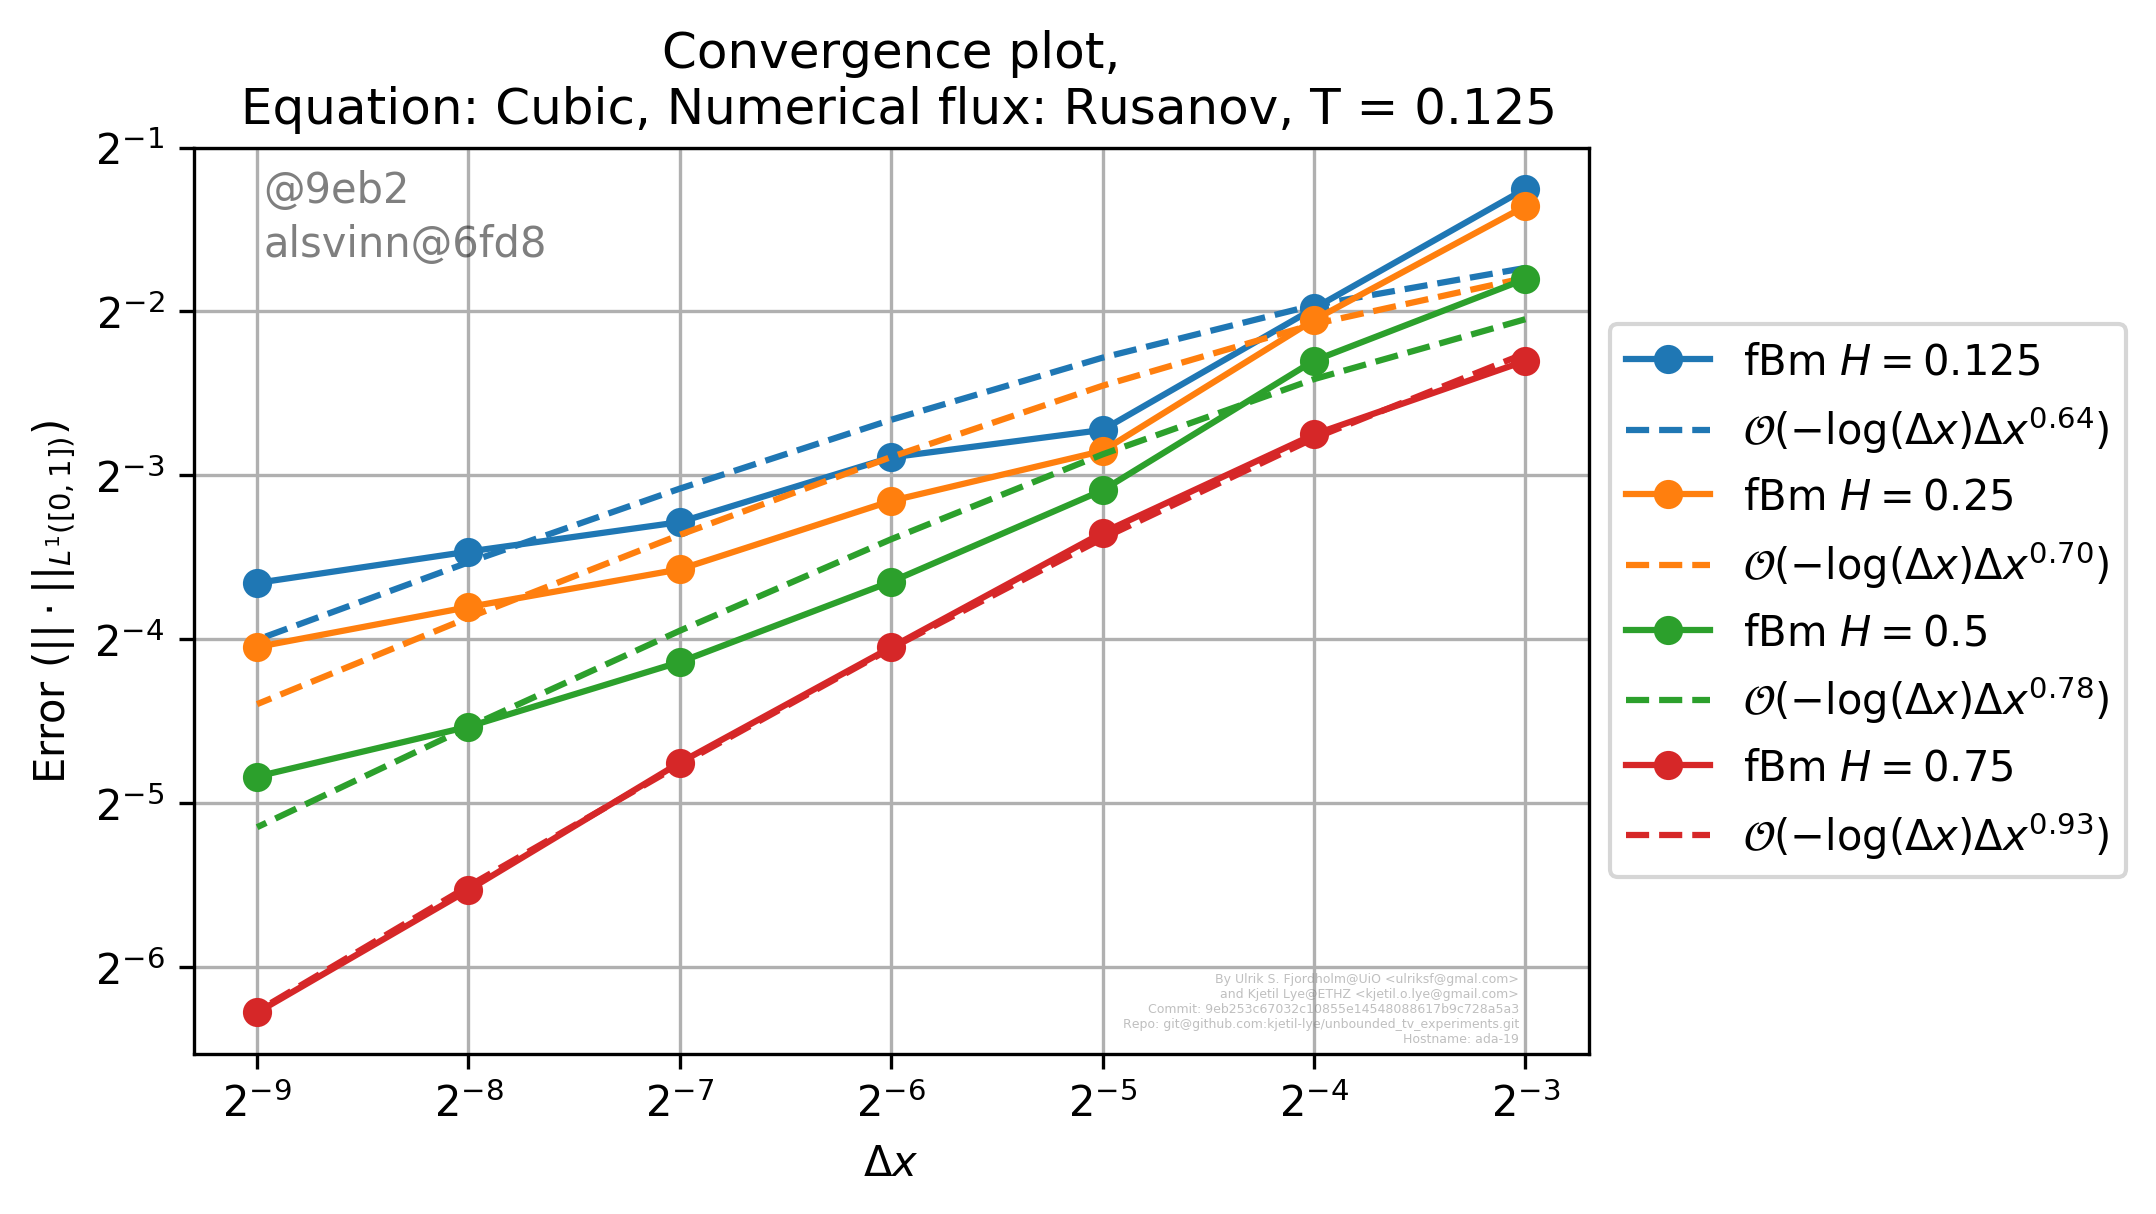 Convergence plot,
Equation: Cubic, Numerical flux: Rusanov, T = 0.125
@9eb2
alsvinn@6fd8
2⁻¹
2⁻²
2⁻³
2⁻⁴
2⁻⁵
2⁻⁶
Error (||·||_{L¹([0, 1])})
2⁻⁹
2⁻⁸
2⁻⁷
2⁻⁶
2⁻⁵
2⁻⁴
2⁻³
Δx
fBm H = 0.125
𝒪(−log(Δx)Δx^{0.64})
fBm H = 0.25
𝒪(−log(Δx)Δx^{0.70})
fBm H = 0.5
𝒪(−log(Δx)Δx^{0.78})
fBm H = 0.75
𝒪(−log(Δx)Δx^{0.93})
By Ulrik S. Fjordholm@UiO <ulriksf@gmal.com>
and Kjetil Lye@ETHZ <kjetil.o.lye@gmail.com>
Commit: 9eb253c67032c10855e14548088617b9c728a5a3
Repo: git@github.com:kjetil-lye/unbounded_tv_experiments.git
Hostname: ada-19